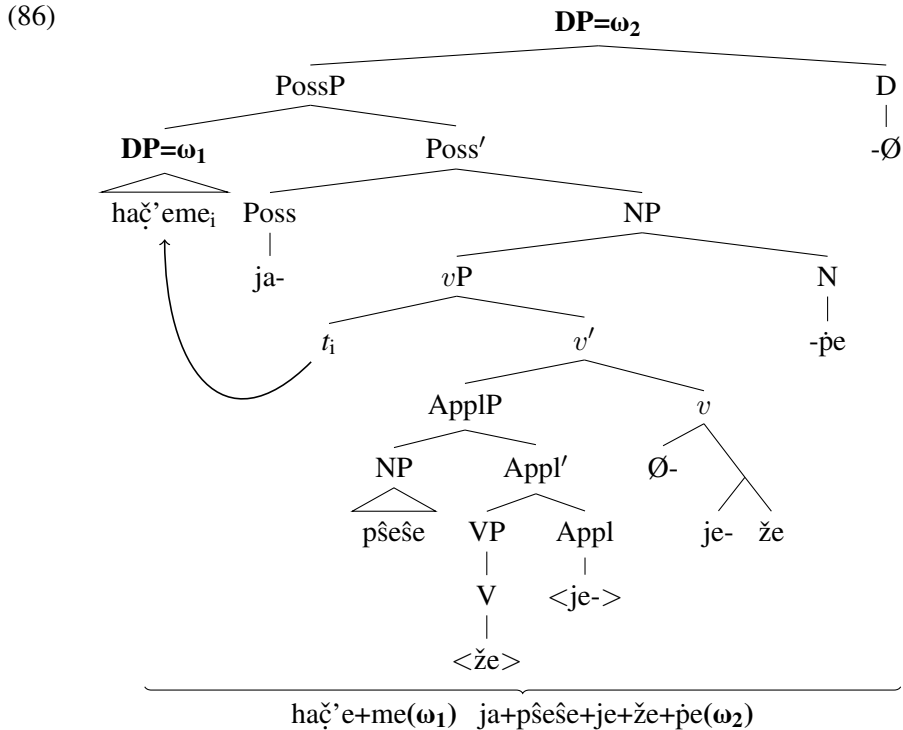 (86)
DP=ω₂
PossP D
DP=ω₁ Poss′ -Ø
hač̣’emeᵢ Poss NP
ja- vP N
tᵢ v′ -ṗe
ApplP v
NP Appl′ Ø-
pŝeŝe VP Appl je- že
V <je->
<že>
hač̣’e+me(ω₁) ja+pŝeŝe+je+že+ṗe(ω₂)